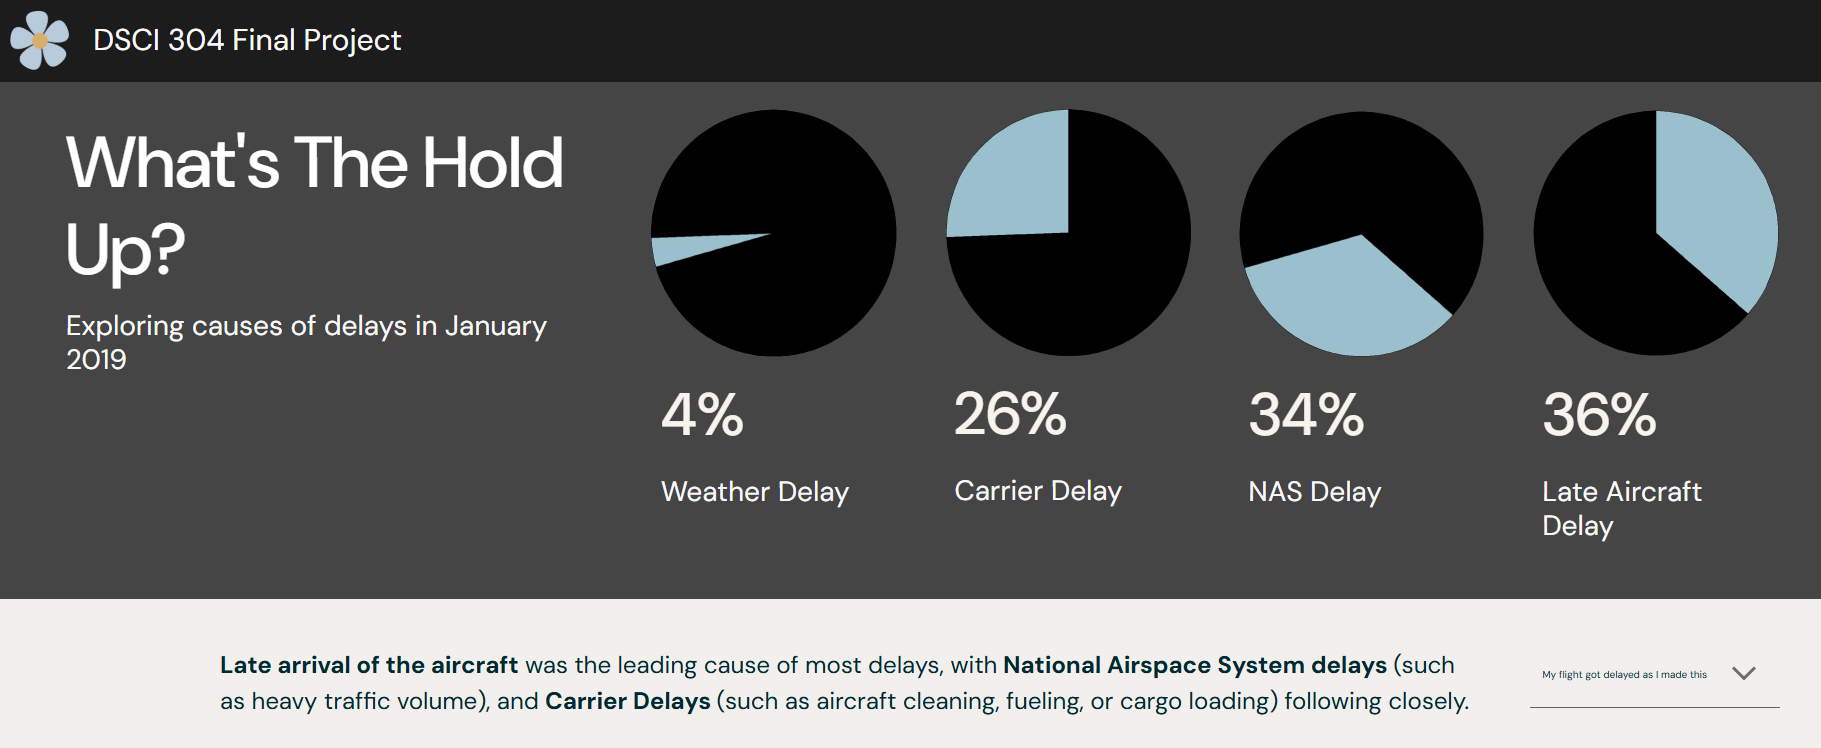 DSCI 304 Final Project
What's The Hold
Up?
Exploring causes of delays in January
2019
4%
Weather Delay
26%
Carrier Delay
34%
NAS Delay
36%
Late Aircraft
Delay
Late arrival of the aircraft was the leading cause of most delays, with National Airspace System delays (such
as heavy traffic volume), and Carrier Delays (such as aircraft cleaning, fueling, or cargo loading) following closely.
My flight got delayed as I made this